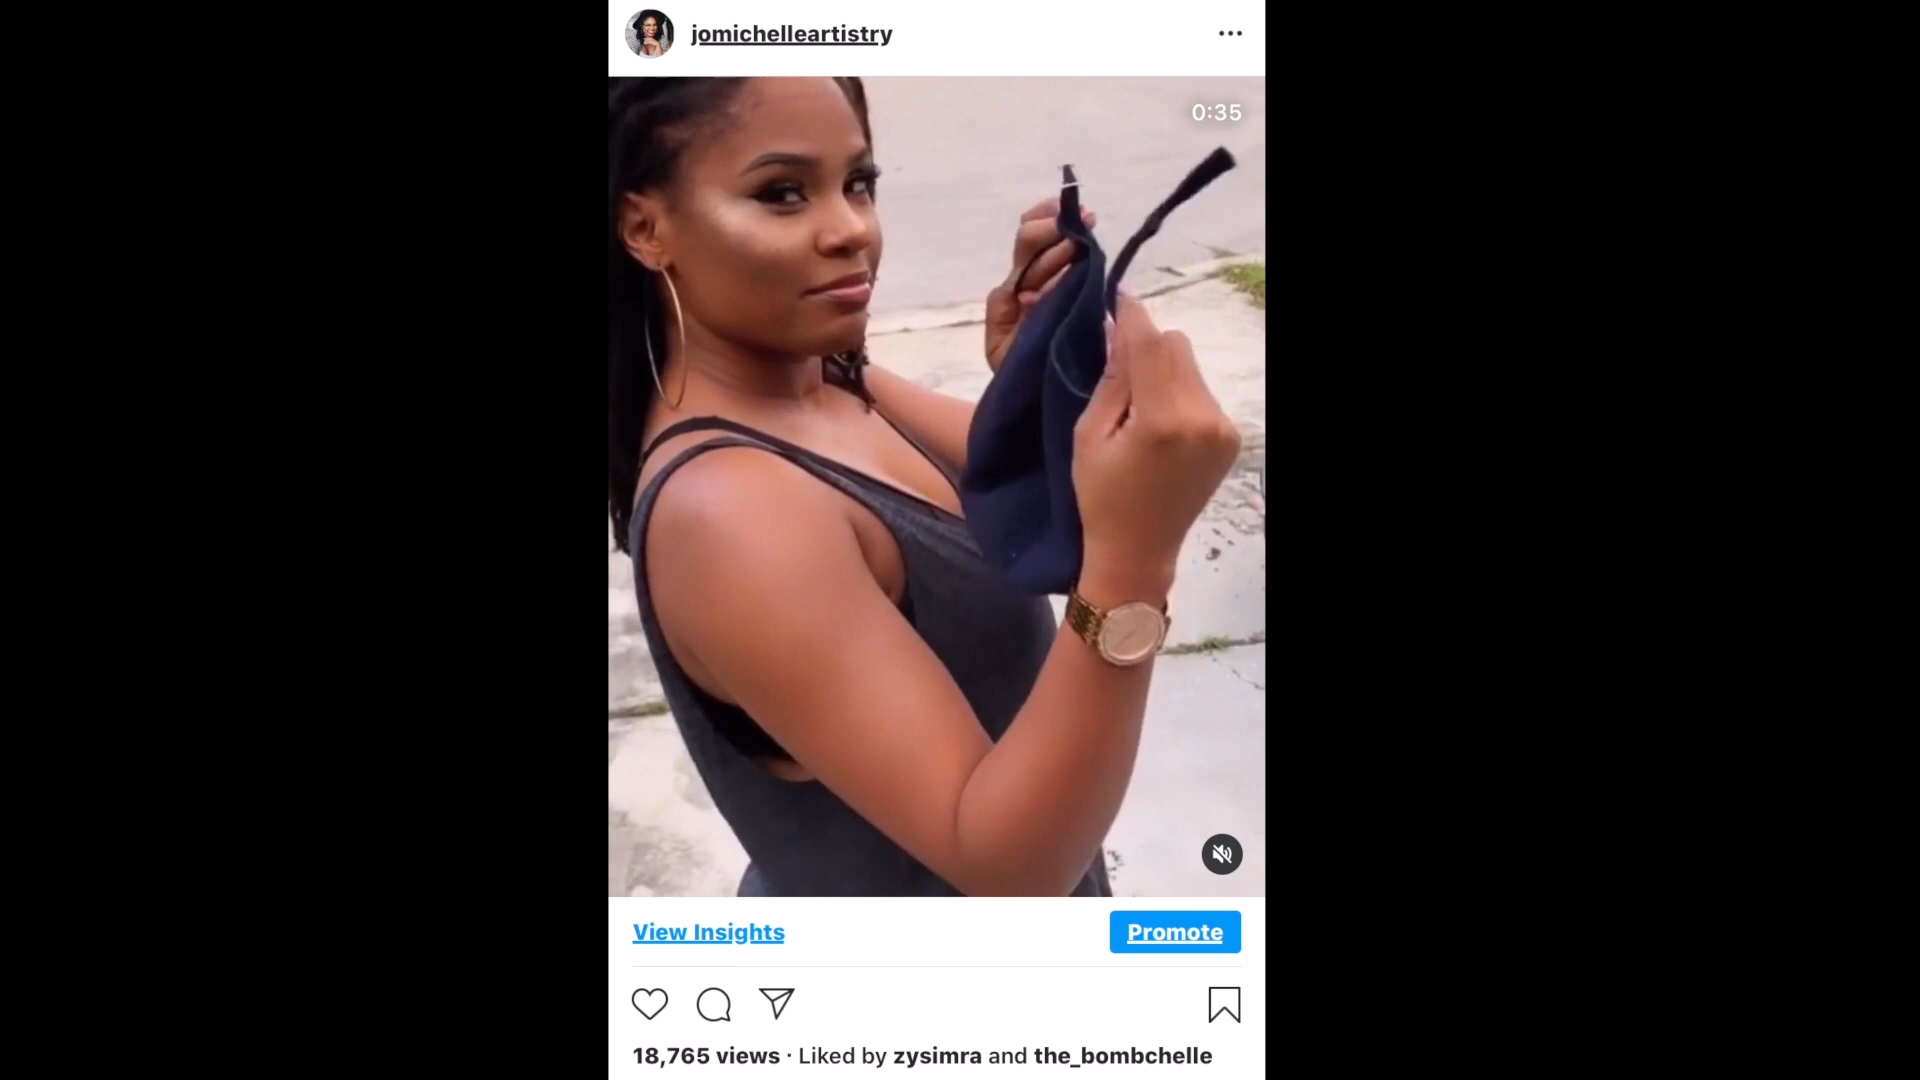 jomichelleartistry
0:35
View Insights
Promote
18,765 views · Liked by zysimra and the_bombchelle